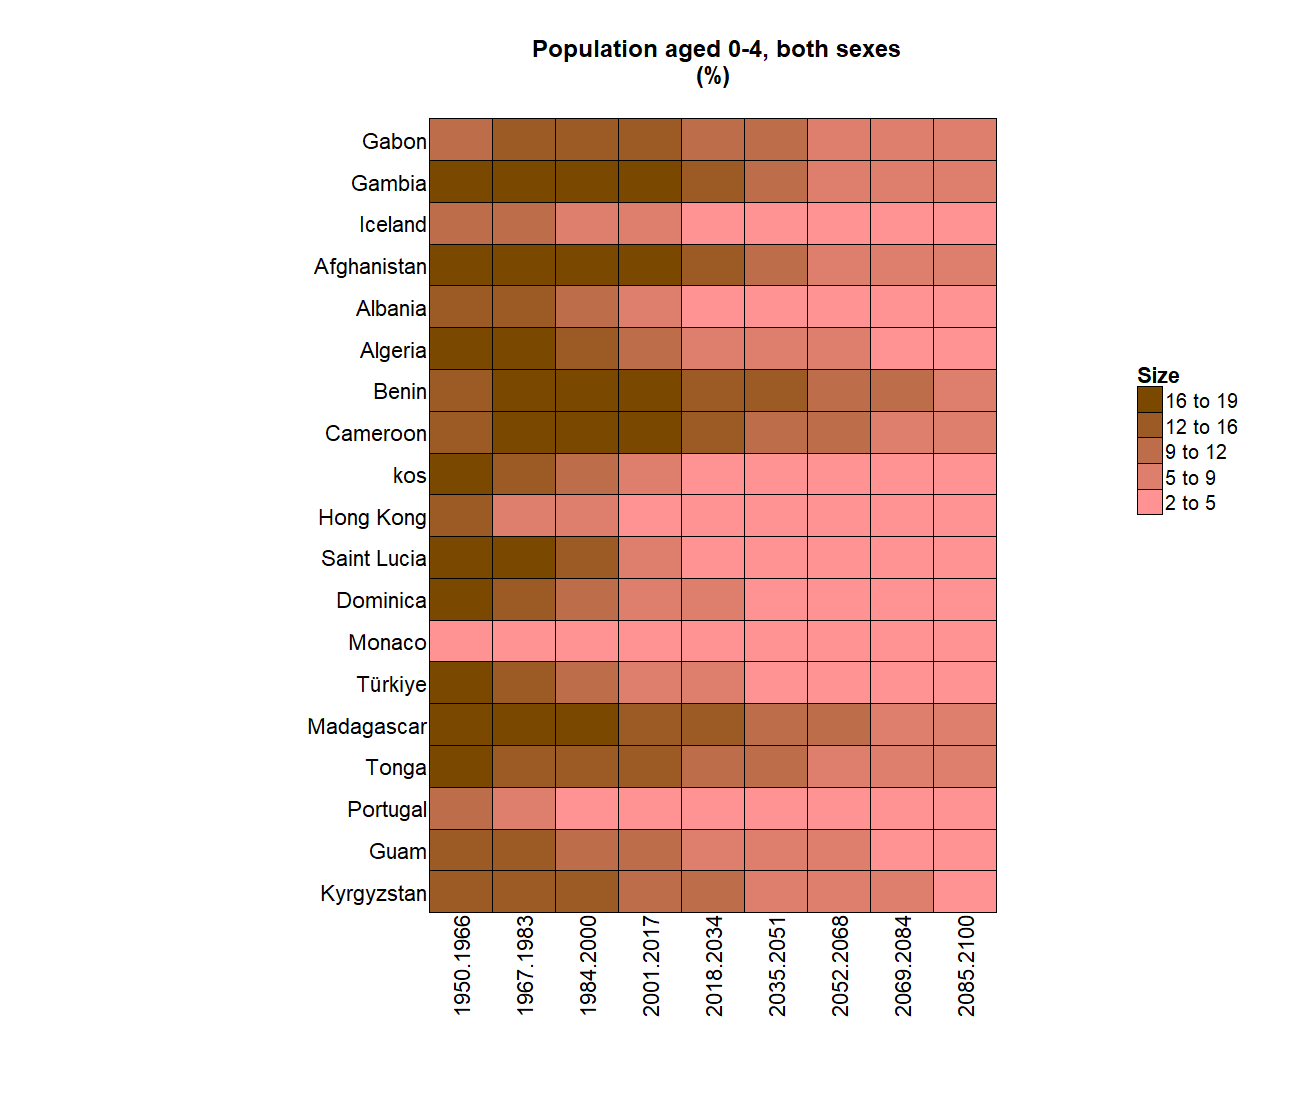 Population aged 0-4, both sexes
(%)
Gabon
Gambia
Iceland
Afghanistan
Albania
Algeria
Benin
Cameroon
kos
Hong Kong
Saint Lucia
Dominica
Monaco
Türkiye
Madagascar
Tonga
Portugal
Guam
Kyrgyzstan
1950.1966
1967.1983
1984.2000
2001.2017
2018.2034
2035.2051
2052.2068
2069.2084
2085.2100
Size
16 to 19
12 to 16
9 to 12
5 to 9
2 to 5